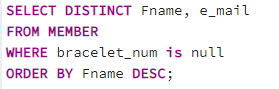 SELECT DISTINCT Fname, e_mail
FROM MEMBER
WHERE bracelet_num is null
ORDER BY Fname DESC;